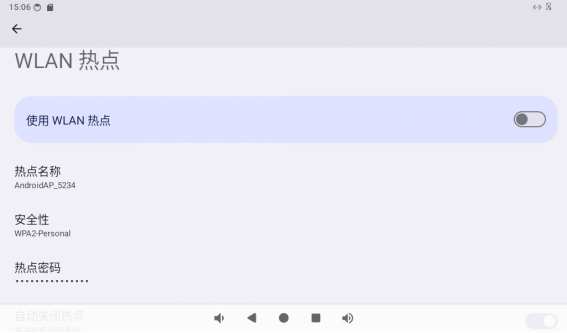 15:06
WLAN 热点
使用 WLAN 热点
热点名称
AndroidAP_5234
安全性
WPA2-Personal
热点密码
•••••••••••••••
自动关闭热点